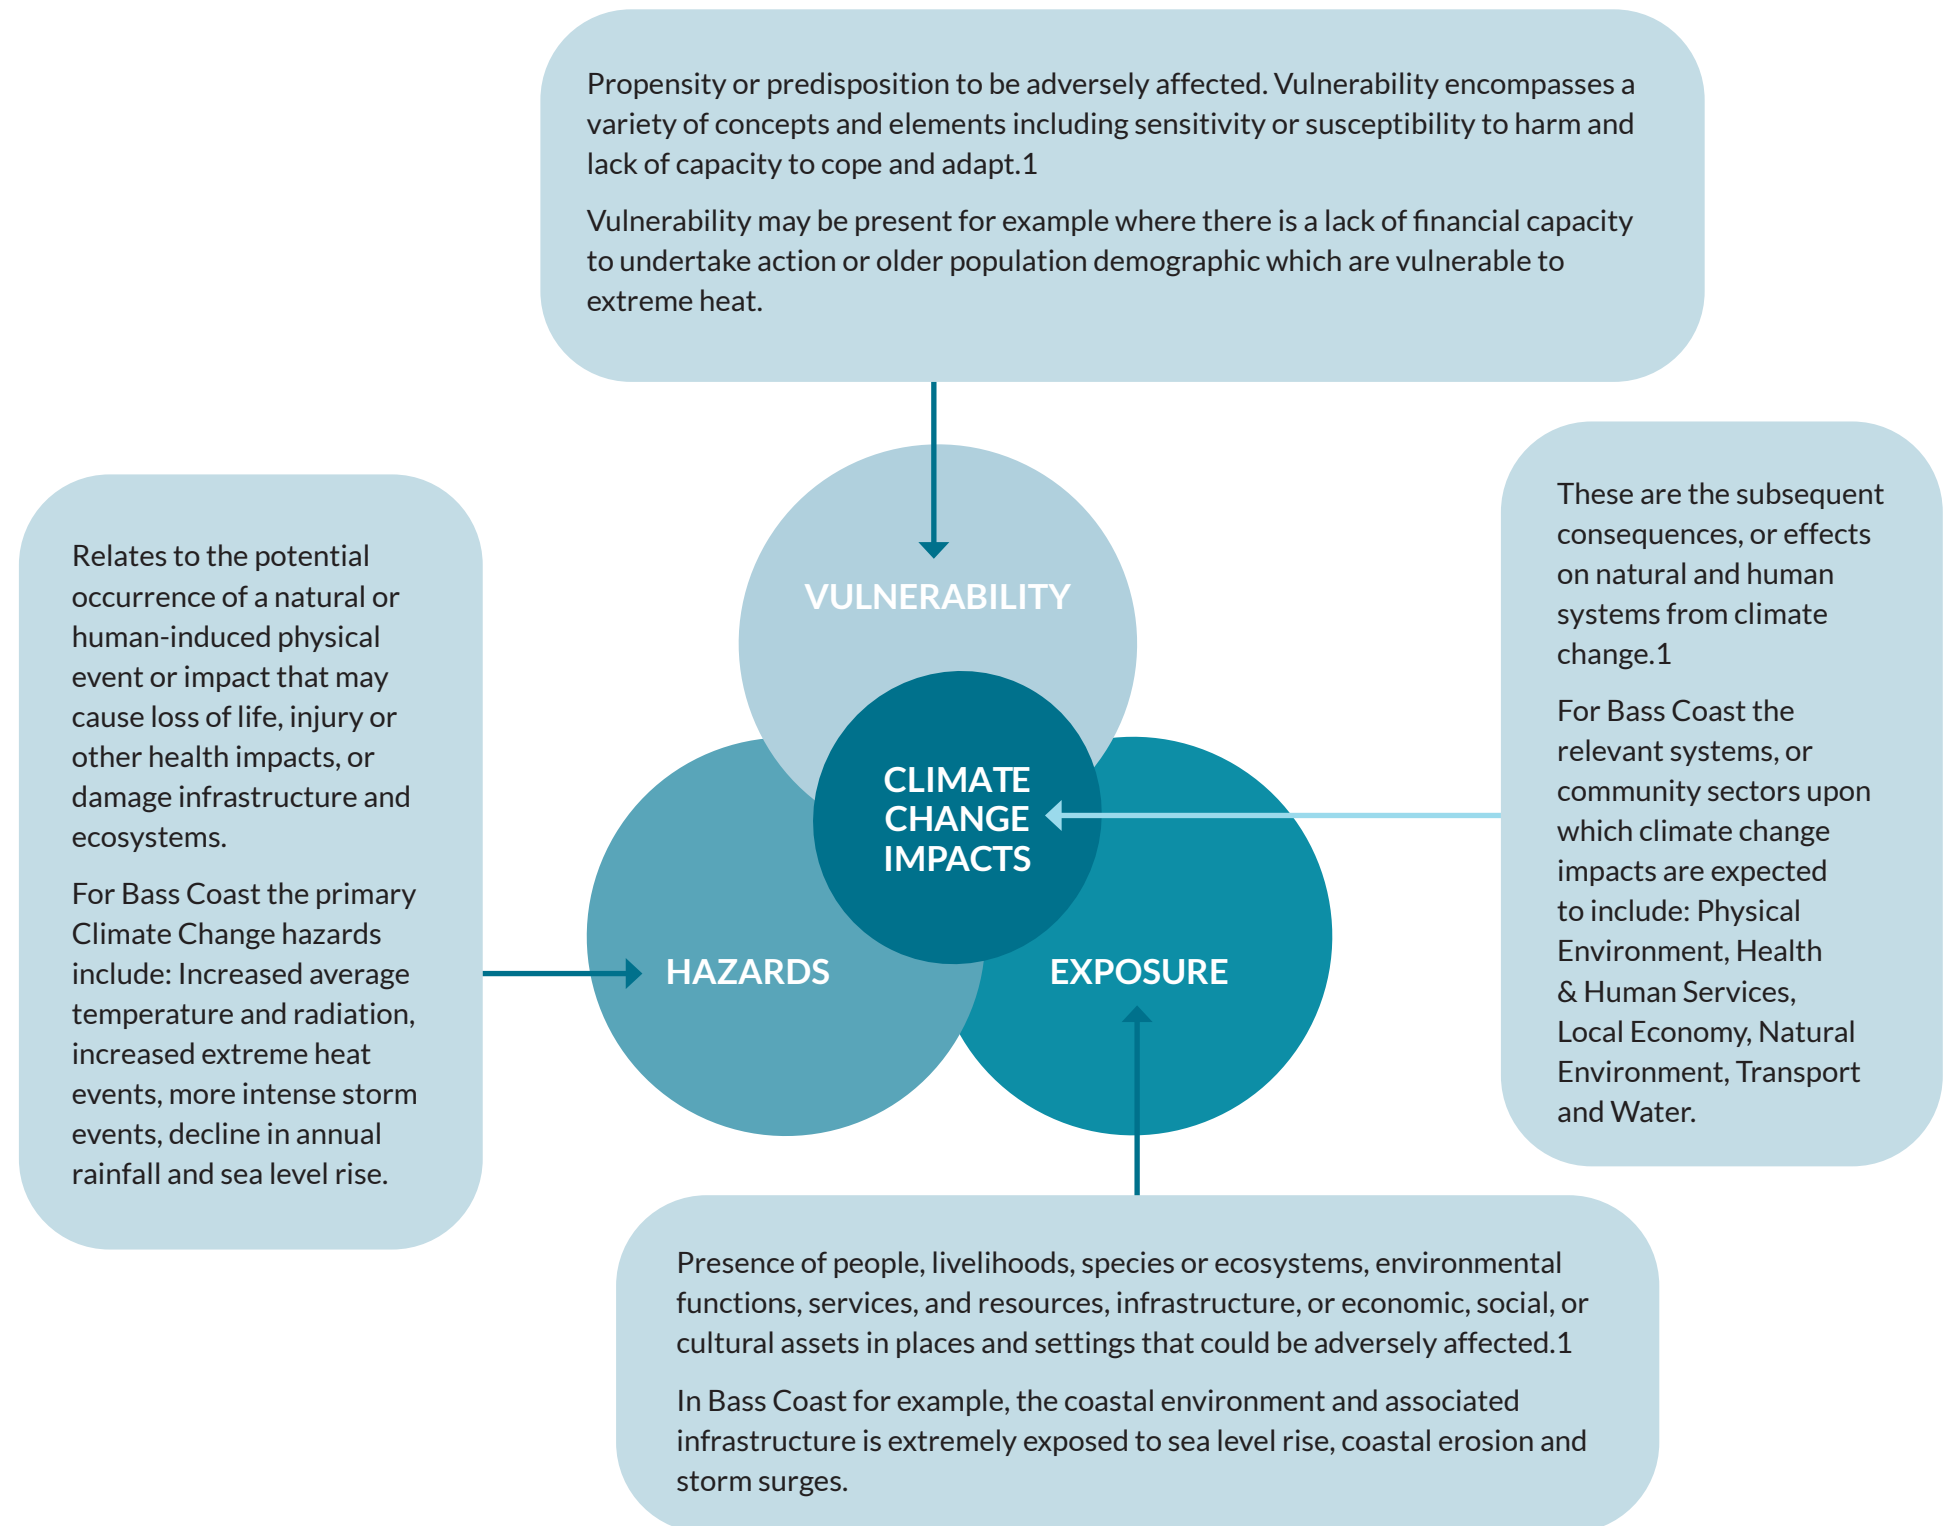 Propensity or predisposition to be adversely affected. Vulnerability encompasses a
variety of concepts and elements including sensitivity or susceptibility to harm and
lack of capacity to cope and adapt.1
Vulnerability may be present for example where there is a lack of financial capacity
to undertake action or older population demographic which are vulnerable to
extreme heat.
Relates to the potential
occurrence of a natural or
human-induced physical
event or impact that may
cause loss of life, injury or
other health impacts, or
damage infrastructure and
ecosystems.
For Bass Coast the primary
Climate Change hazards
include: Increased average
temperature and radiation,
increased extreme heat
events, more intense storm
events, decline in annual
rainfall and sea level rise.
VULNERABILITY
CLIMATE
CHANGE
IMPACTS
HAZARDS
EXPOSURE
These are the subsequent
consequences, or effects
on natural and human
systems from climate
change.1
For Bass Coast the
relevant systems, or
community sectors upon
which climate change
impacts are expected
to include: Physical
Environment, Health
& Human Services,
Local Economy, Natural
Environment, Transport
and Water.
Presence of people, livelihoods, species or ecosystems, environmental
functions, services, and resources, infrastructure, or economic, social, or
cultural assets in places and settings that could be adversely affected.1
In Bass Coast for example, the coastal environment and associated
infrastructure is extremely exposed to sea level rise, coastal erosion and
storm surges.